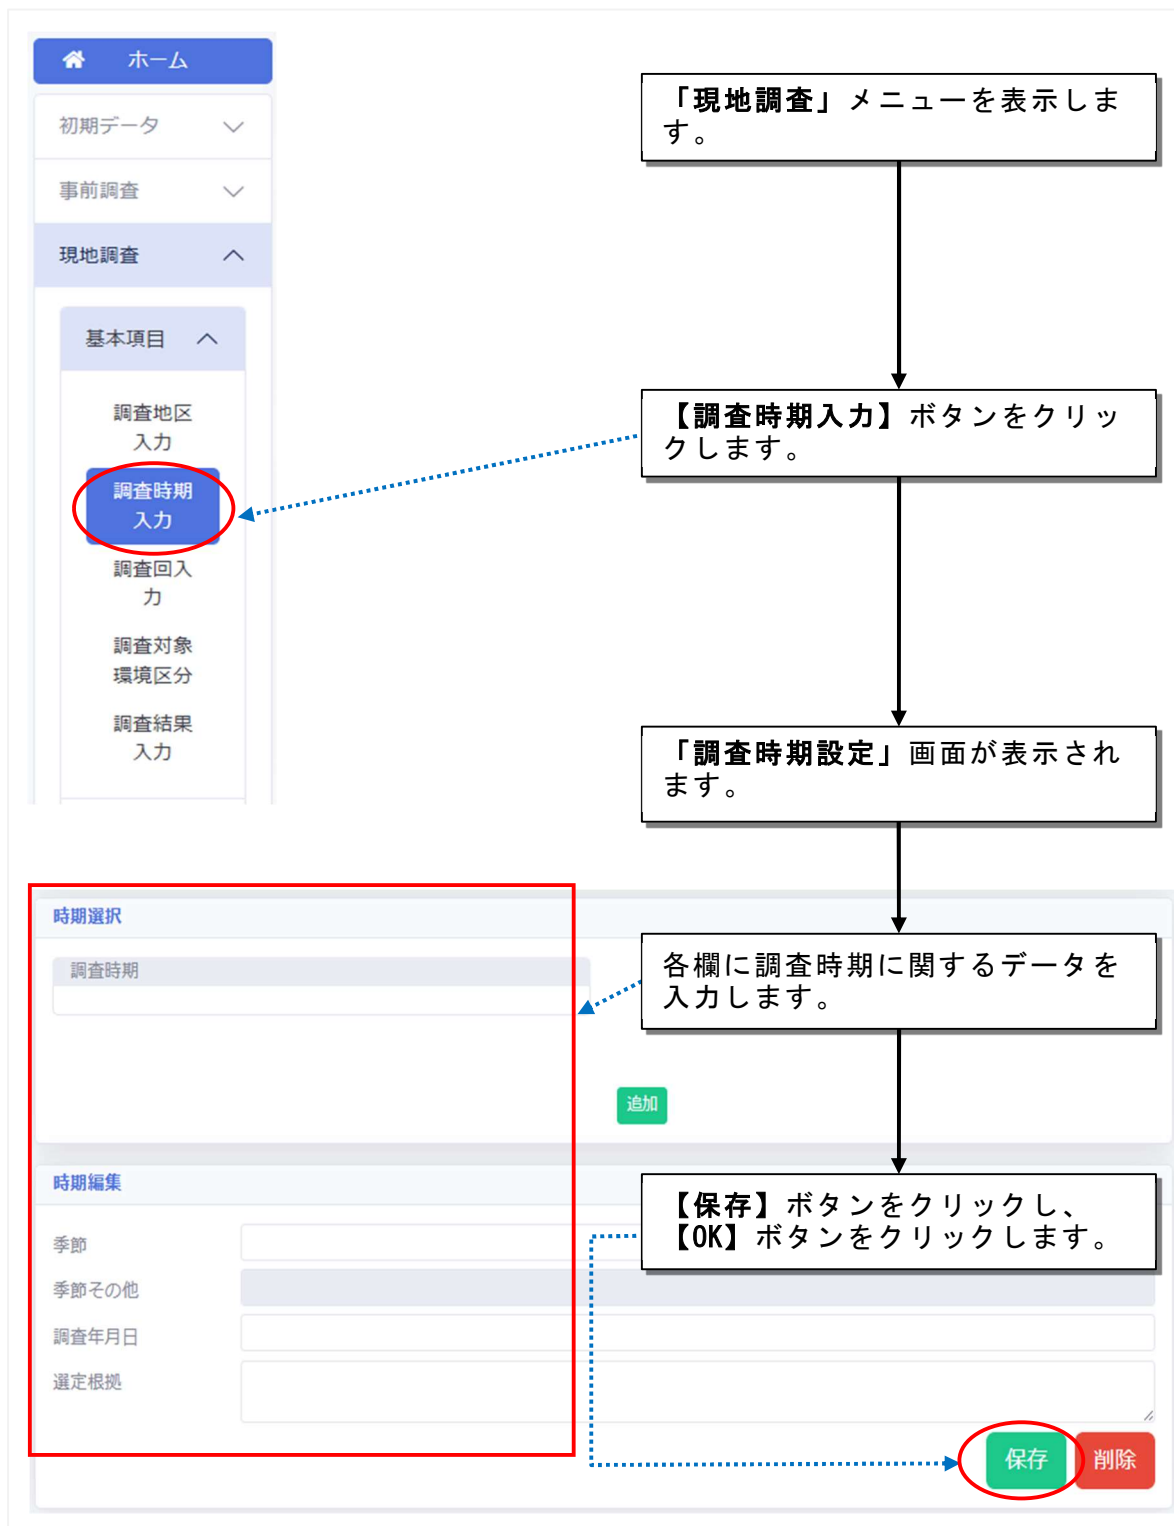 ホーム
初期データ
事前調査
現地調査
基本項目
調査地区
入力
調査時期
入力
調査回入
力
調査対象
環境区分
調査結果
入力
「現地調査」メニューを表示しま
す。
【調査時期入力】ボタンをクリッ
クします。
「調査時期設定」画面が表示され
ます。
時期選択
調査時期
各欄に調査時期に関するデータを
入力します。
追加
時期編集
【保存】ボタンをクリックし、
【OK】ボタンをクリックします。
季節
季節その他
調査年月日
選定根拠
保存
削除